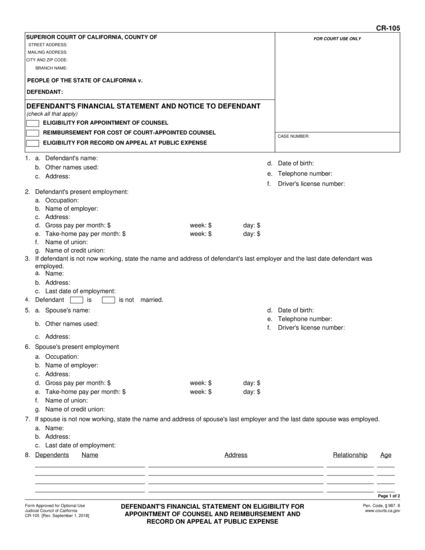 CR-105
SUPERIOR COURT OF CALIFORNIA, COUNTY OF
FOR COURT USE ONLY
STREET ADDRESS:
MAILING ADDRESS:
CITY AND ZIP CODE:
BRANCH NAME:
PEOPLE OF THE STATE OF CALIFORNIA v.
DEFENDANT:
DEFENDANT'S FINANCIAL STATEMENT AND NOTICE TO DEFENDANT
(check all that apply)
ELIGIBILITY FOR APPOINTMENT OF COUNSEL
REIMBURSEMENT FOR COST OF COURT-APPOINTED COUNSEL
ELIGIBILITY FOR RECORD ON APPEAL AT PUBLIC EXPENSE
CASE NUMBER:
1. a. Defendant's name:
b. Other names used:
c. Address:
d. Date of birth:
e. Telephone number:
f. Driver's license number:
2. Defendant's present employment:
a. Occupation:
b. Name of employer:
c. Address:
d. Gross pay per month: $ week: $ day: $
e. Take-home pay per month: $ week: $ day: $
f. Name of union:
g. Name of credit union:
3. If defendant is not now working, state the name and address of defendant's last employer and the last date defendant was
employed.
a. Name:
b. Address:
c. Last date of employment:
4. Defendant is is not married.
5. a. Spouse's name:
b. Other names used:
c. Address:
d. Date of birth:
e. Telephone number:
f. Driver's license number:
6. Spouse's present employment
a. Occupation:
b. Name of employer:
c. Address:
d. Gross pay per month: $ week: $ day: $
e. Take-home pay per month: $ week: $ day: $
f. Name of union:
g. Name of credit union:
7. If spouse is not now working, state the name and address of spouse's last employer and the last date spouse was employed.
a. Name:
b. Address:
c. Last date of employment:
8. Dependents Name Address Relationship Age
Page 1 of 2
Form Approved for Optional Use
Judicial Council of California
CR-105, [Rev. September 1, 2018]
DEFENDANT'S FINANCIAL STATEMENT ON ELIGIBILITY FOR
APPOINTMENT OF COUNSEL AND REIMBURSEMENT AND
RECORD ON APPEAL AT PUBLIC EXPENSE
Pen. Code, § 987, 8
www.courts.ca.gov